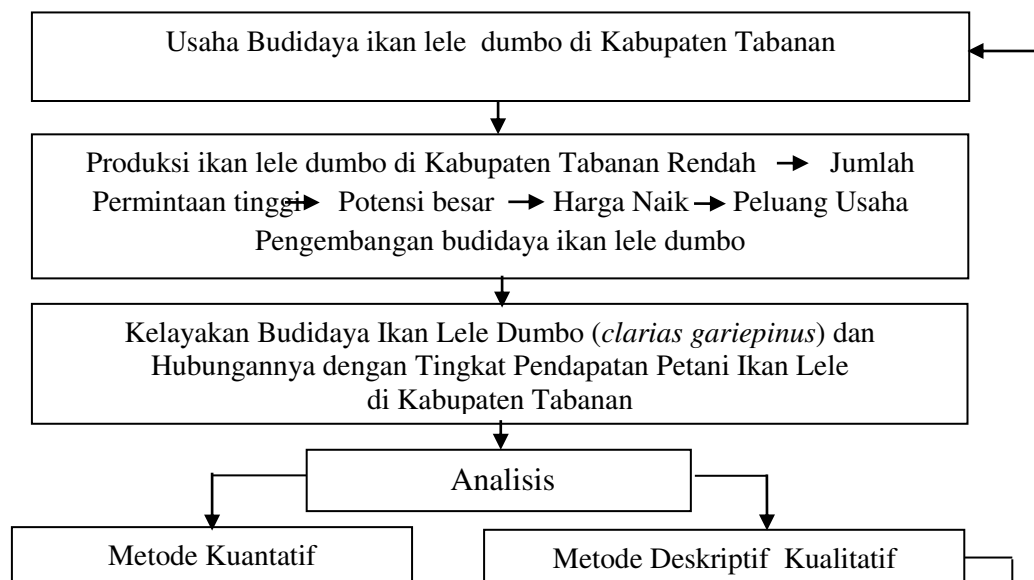 Usaha Budidaya ikan lele dumbo di Kabupaten Tabanan
Produksi ikan lele dumbo di Kabupaten Tabanan Rendah → Jumlah
Permintaan tinggi → Potensi besar → Harga Naik → Peluang Usaha
Pengembangan budidaya ikan lele dumbo
Kelayakan Budidaya Ikan Lele Dumbo (clarias gariepinus) dan
Hubungannya dengan Tingkat Pendapatan Petani Ikan Lele
di Kabupaten Tabanan
Analisis
Metode Kuantatif
Metode Deskriptif Kualitatif